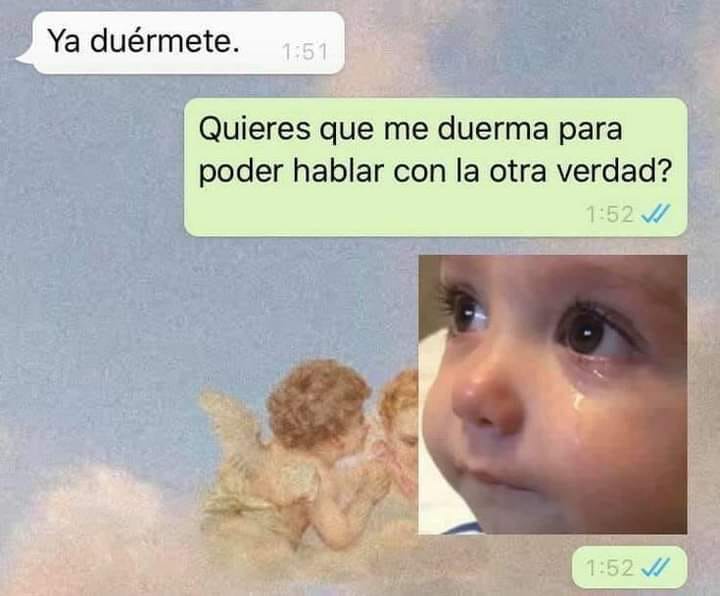 Ya duérmete. 1:51
Quieres que me duerma para
poder hablar con la otra verdad?
1:52
1:52